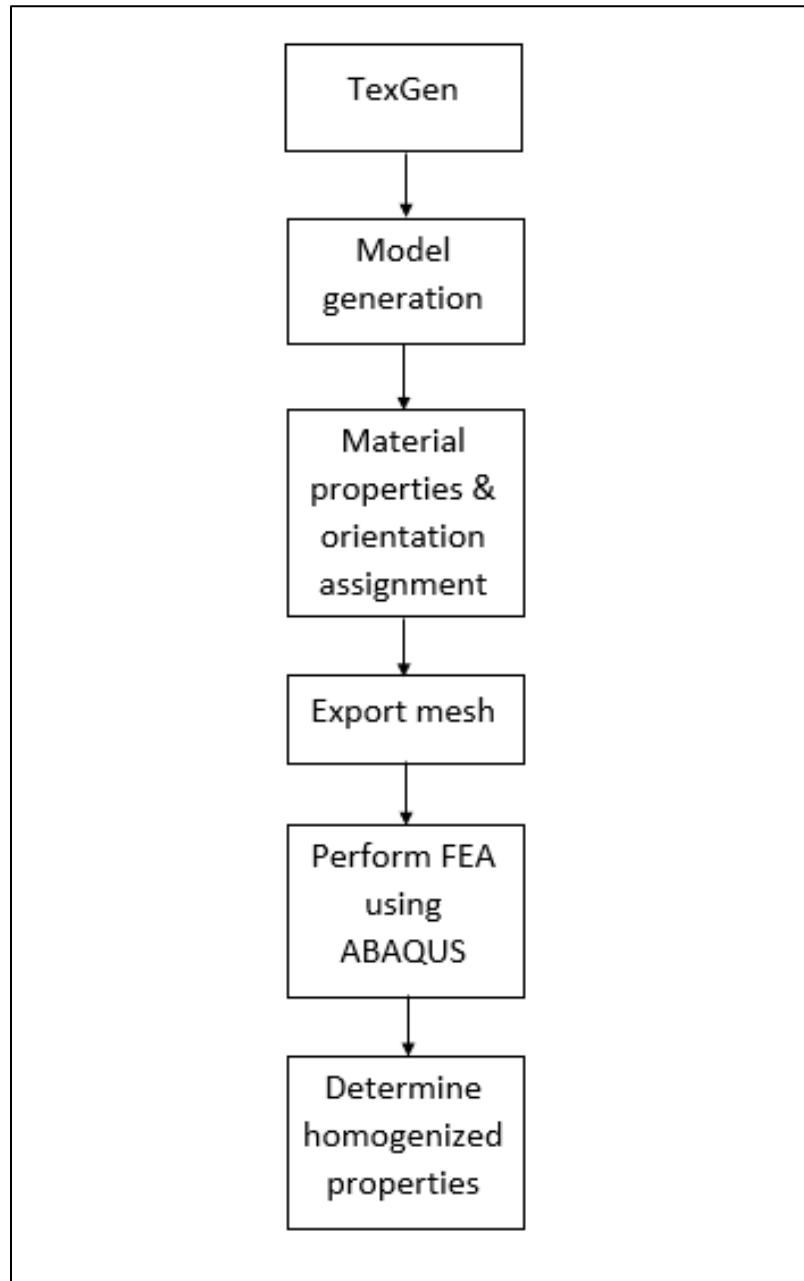 TexGen
Model
generation
Material
properties &
orientation
assignment
Export mesh
Perform FEA
using
ABAQUS
Determine
homogenized
properties